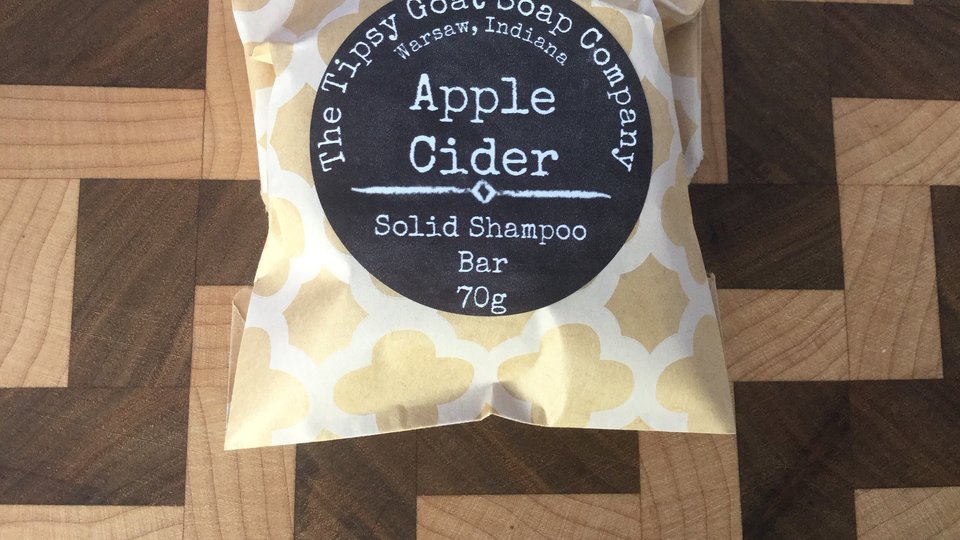 The Tipsy Goat Soap Company
Warsaw, Indiana
Apple
Cider
Solid Shampoo
Bar
70g